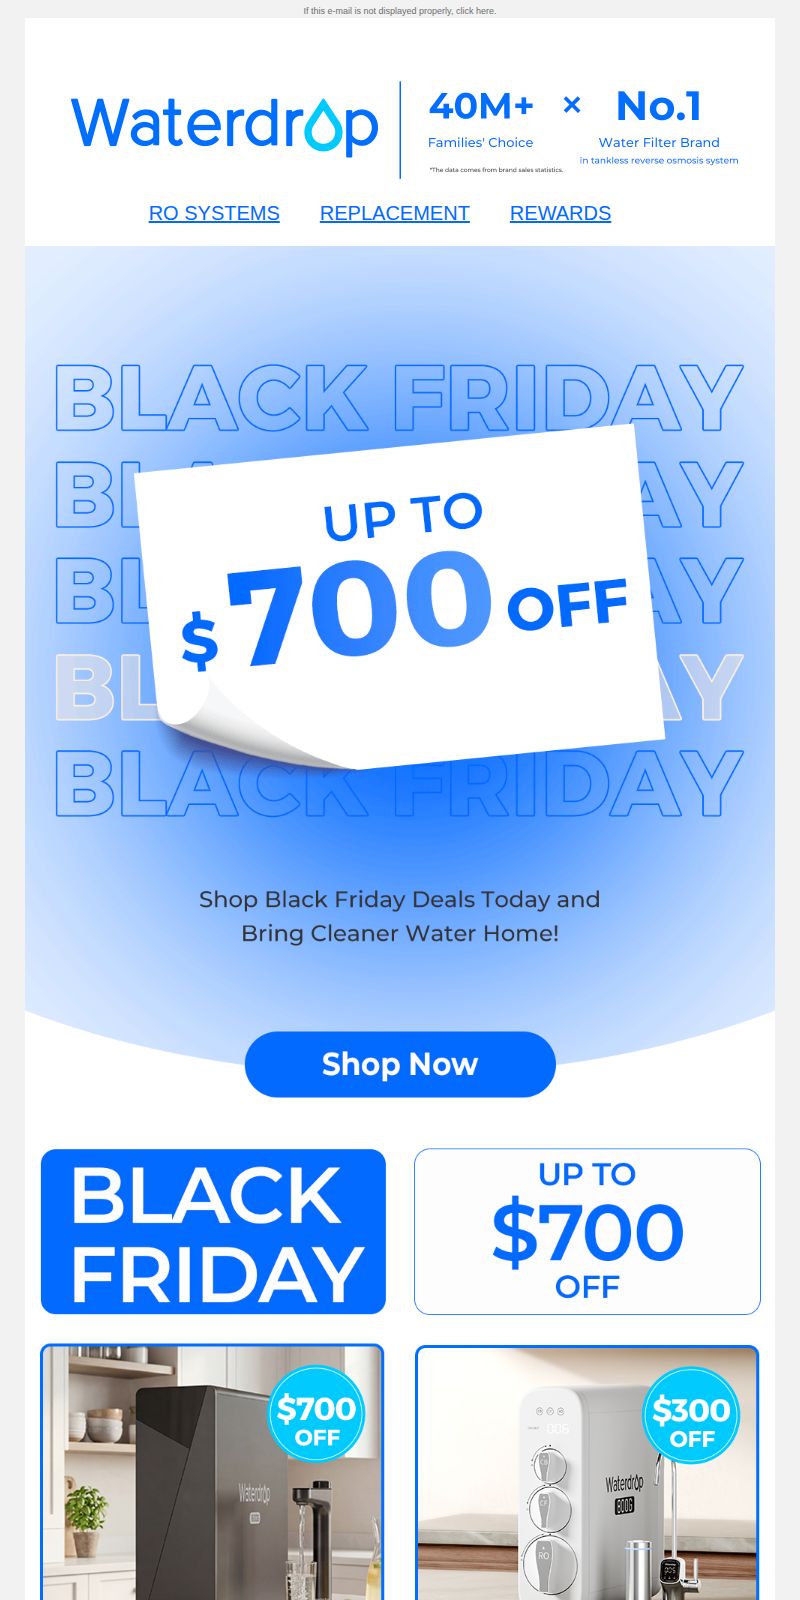 If this e-mail is not displayed properly, click here.
Waterdrop
40M+ × No.1
Families' Choice
Water Filter Brand
in tankless reverse osmosis system
*The data comes from brand sales statistics.
RO SYSTEMS REPLACEMENT REWARDS
BLACK FRIDAY
UP TO
$700 OFF
BLACK FRIDAY
Shop Black Friday Deals Today and
Bring Cleaner Water Home!
Shop Now
BLACK
FRIDAY
UP TO
$700
OFF
$700
OFF
Waterdrop
$300
OFF
Waterdrop
800G
CF
RO